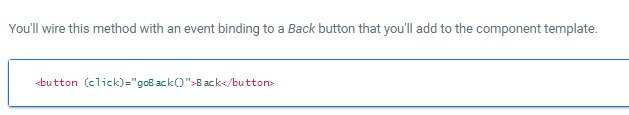 You'll wire this method with an event binding to a Back button that you'll add to the component template.
<button (click)="goBack()">Back</button>